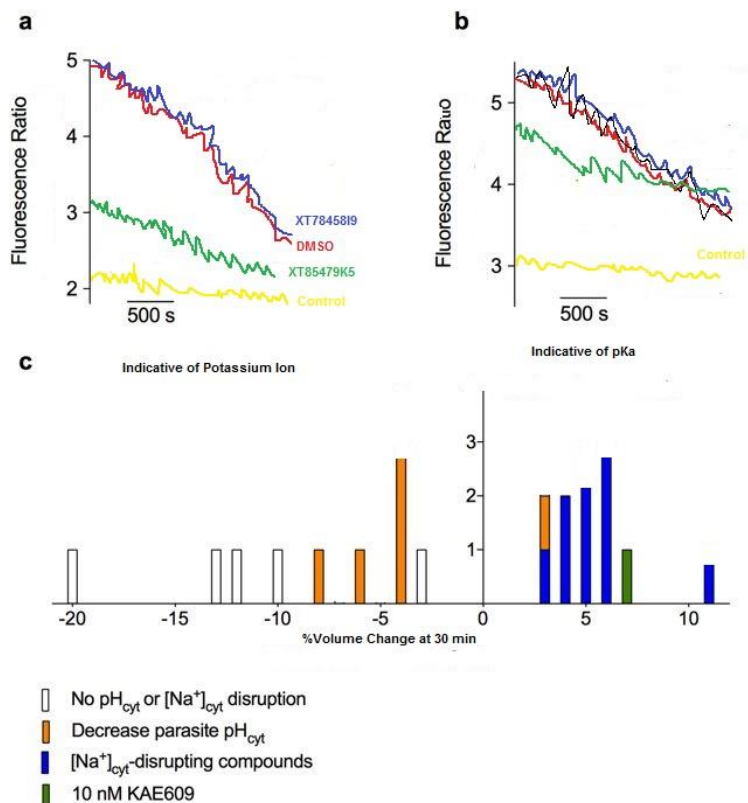 a
5
4
3
2
Fluorescence Ratio
XT78458I9
DMSO
XT85479K5
Control
500 s
b
5
4
3
Fluorescence Rauo
Control
500 s
Indicative of Potassium Ion
Indicative of pKa
c
3
2
1
-20 -15 -10 -5 0 5 10
%Volume Change at 30 min
No pHcyt or [Na⁺]cyt disruption
Decrease parasite pHcyt
[Na⁺]cyt-disrupting compounds
10 nM KAE609